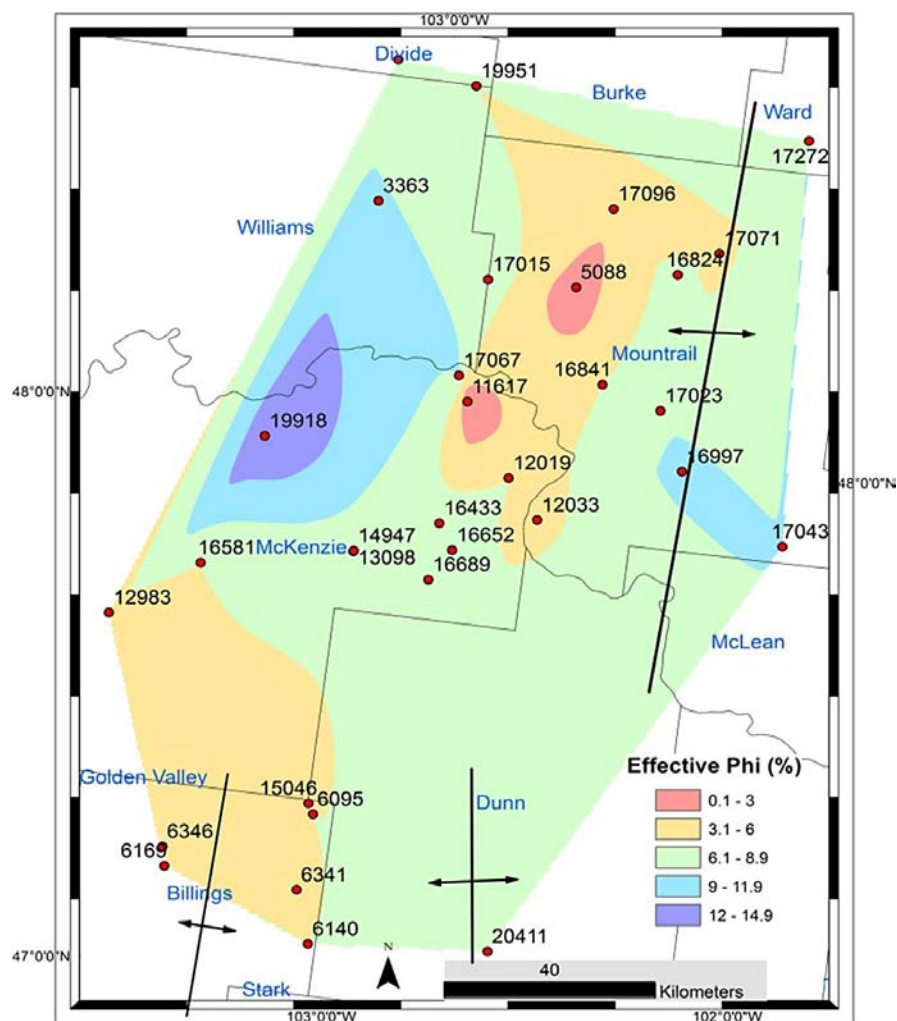 103°0'0"W
Divide
19951
Burke
Ward
17272
3363
17096
Williams
17071
17015
5088
16824
Mountrail
17067
16841
11617
48°0'0"N
17023
19918
16997
12019
48°0'0"N
16433
12033
14947
16652
17043
16581
McKenzie
13098
16689
12983
McLean
Effective Phi (%)
Golden Valley
15046
6095
Dunn
0.1 - 3
3.1 - 6
6346
6169
6.1 - 8.9
6341
9 - 11.9
Billings
12 - 14.9
6140
20411
47°0'0"N
N
40
Kilometers
Stark
103°0'0"W
102°0'0"W